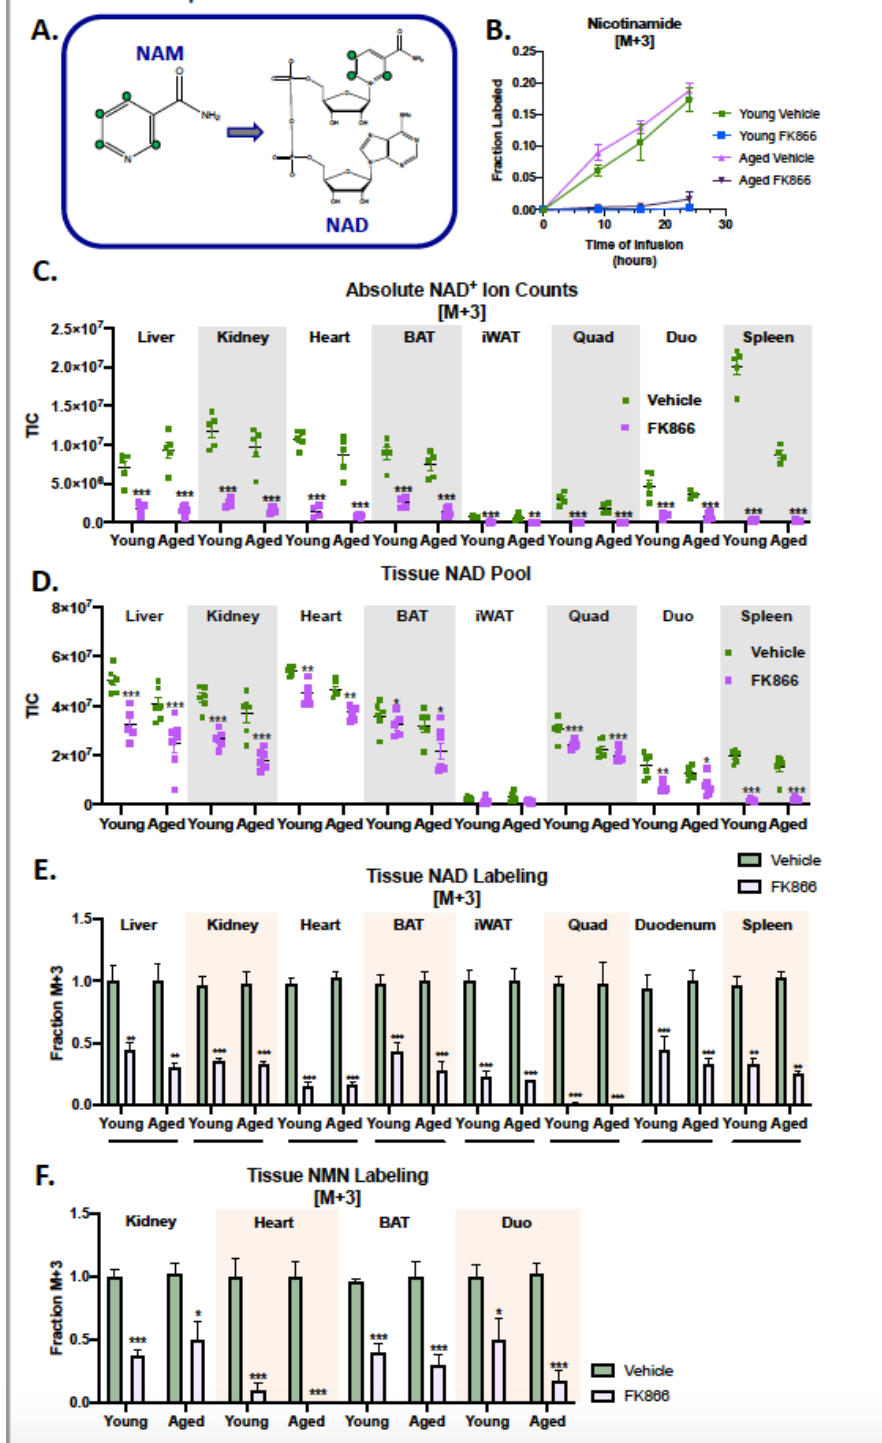 A.
NAM
NH₂
N
NAD
B.
Nicotinamide
[M+3]
Fraction Labeled
0.25
0.20
0.15
0.10
0.05
0.00
0 10 20 30
Time of Infusion
(hours)
Young Vehicle
Young FK866
Aged Vehicle
Aged FK866
C.
Absolute NAD⁺ Ion Counts
[M+3]
TIC
2.5×10⁷
2.0×10⁷
1.5×10⁷
1.0×10⁷
5.0×10⁶
0.0
Liver Kidney Heart BAT iWAT Quad Duo Spleen
Vehicle
FK866
*** *** *** *** *** *** *** *** *** ** *** *** *** *** *** ***
Young Aged Young Aged Young Aged Young Aged Young Aged Young Aged Young Aged Young Aged
D.
Tissue NAD Pool
TIC
8×10⁷
6×10⁷
4×10⁷
2×10⁷
0
Liver Kidney Heart BAT iWAT Quad Duo Spleen
Vehicle
FK866
*** *** *** *** ** ** * * *** *** ** * *** ***
Young Aged Young Aged Young Aged Young Aged Young Aged Young Aged Young Aged Young Aged
E.
Tissue NAD Labeling
[M+3]
Vehicle
FK866
Fraction M+3
1.5
1.0
0.5
0.0
Liver Kidney Heart BAT iWAT Quad Duodenum Spleen
** ** *** *** *** *** *** *** *** *** *** *** *** *** ** **
Young Aged Young Aged Young Aged Young Aged Young Aged Young Aged Young Aged Young Aged
F.
Tissue NMN Labeling
[M+3]
Fraction M+3
1.5
1.0
0.5
0.0
Kidney Heart BAT Duo
*** * *** *** *** *** * ***
Young Aged Young Aged Young Aged Young Aged
Vehicle
FK866